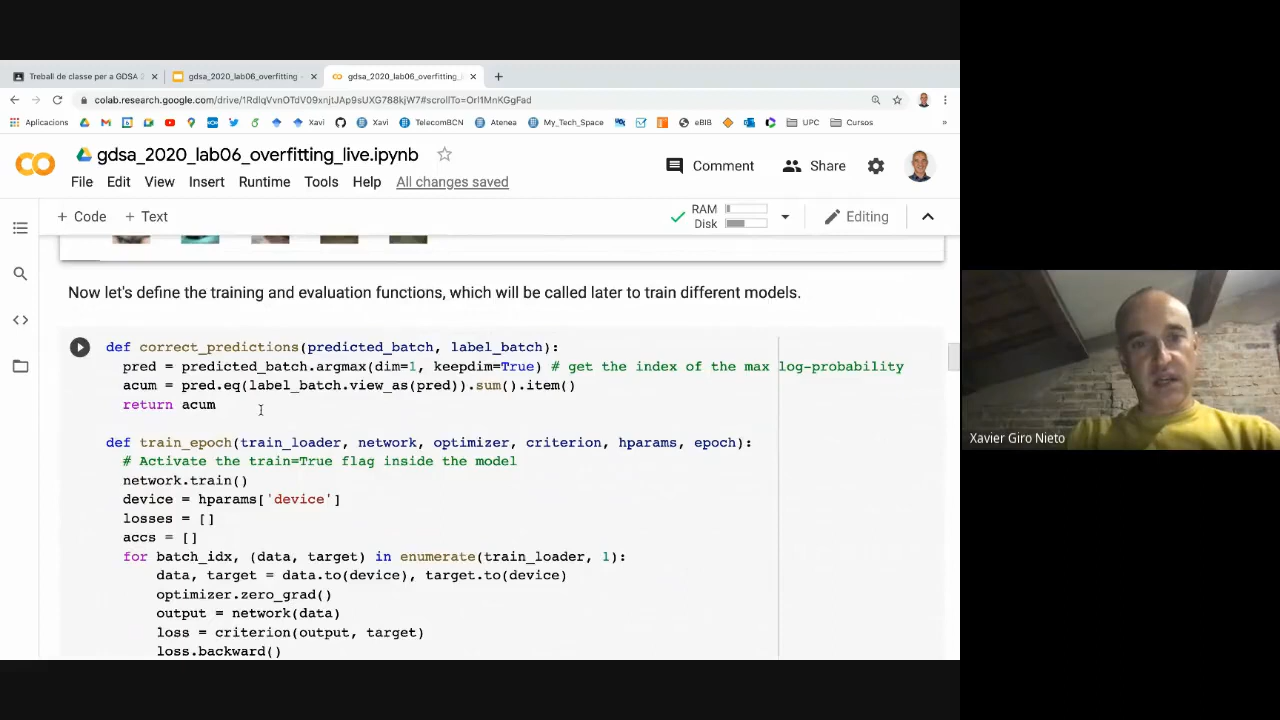 Treball de classe per a GDSA
gdsa_2020_lab06_overfitting -
gdsa_2020_lab06_overfitting_
colab.research.google.com/drive/1RdlqVvnOTdV09xnjtJAp9sUXG788kjW7#scrollTo=Orl1MnKGgFad
Aplicacions
Xavi
Xavi
TelecomBCN
Atenea
My_Tech_Space
eBIB
UPC
Cursos
»
gdsa_2020_lab06_overfitting_live.ipynb
Comment
Share
File Edit View Insert Runtime Tools Help All changes saved
+ Code + Text
RAM
Disk
Editing
Now let's define the training and evaluation functions, which will be called later to train different models.
def correct_predictions(predicted_batch, label_batch):
pred = predicted_batch.argmax(dim=1, keepdim=True) # get the index of the max log-probability
acum = pred.eq(label_batch.view_as(pred)).sum().item()
return acum
def train_epoch(train_loader, network, optimizer, criterion, hparams, epoch):
# Activate the train=True flag inside the model
network.train()
device = hparams['device']
losses = []
accs = []
for batch_idx, (data, target) in enumerate(train_loader, 1):
data, target = data.to(device), target.to(device)
optimizer.zero_grad()
output = network(data)
loss = criterion(output, target)
loss.backward()
Xavier Giro Nieto